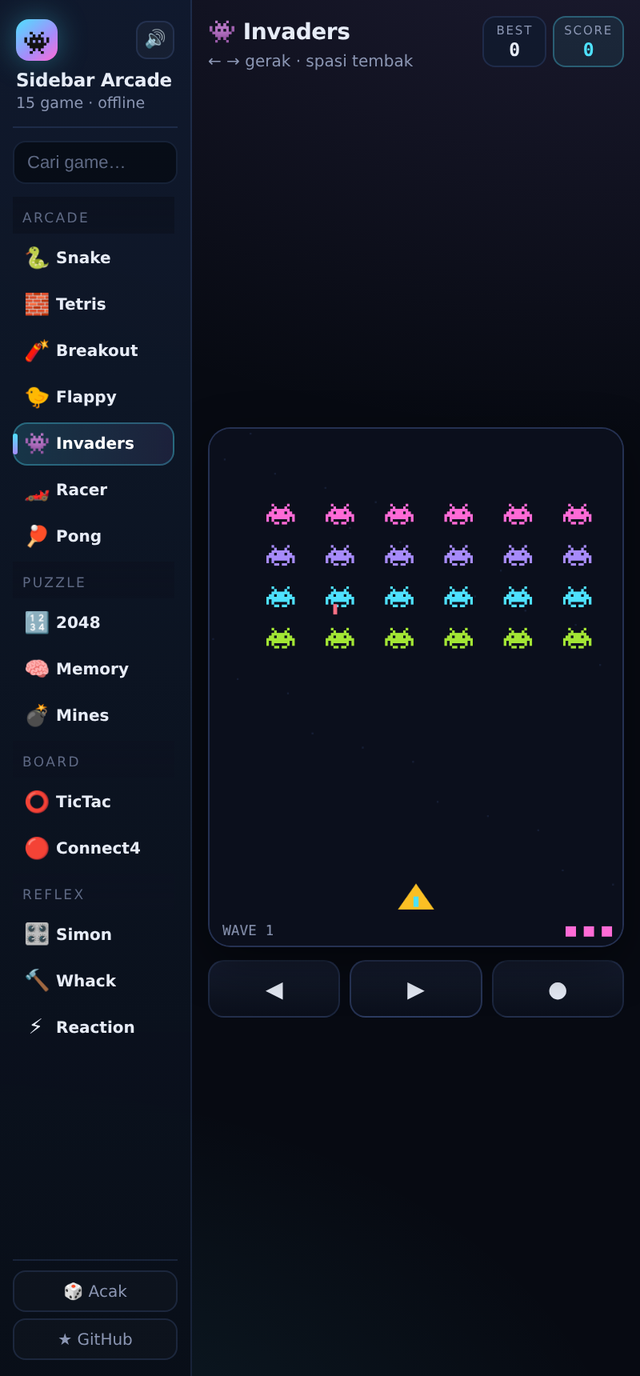 Sidebar Arcade
15 game · offline
Cari game…
ARCADE
Snake
Tetris
Breakout
Flappy
Invaders
Racer
Pong
PUZZLE
2048
Memory
Mines
BOARD
TicTac
Connect4
REFLEX
Simon
Whack
Reaction
🎲 Acak
★ GitHub
Invaders
← → gerak · spasi tembak
BEST
0
SCORE
0
WAVE 1